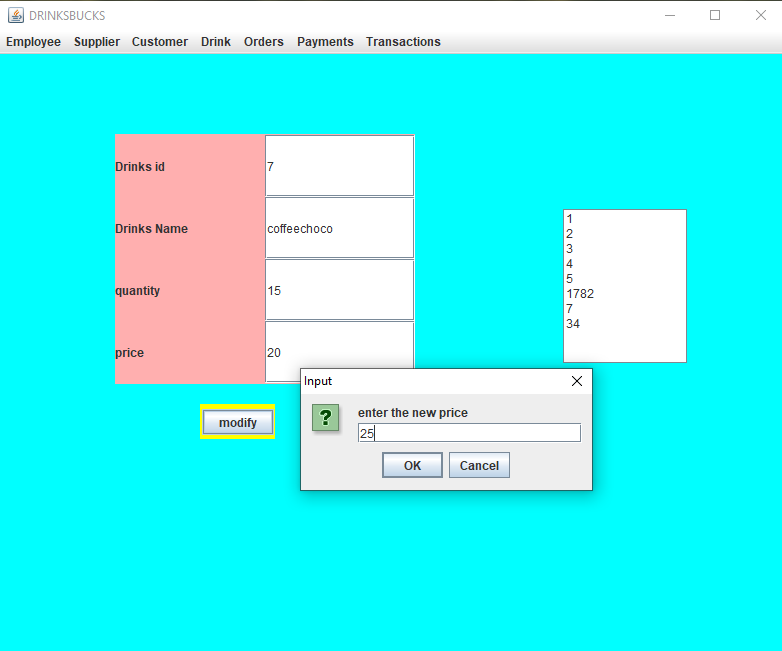 DRINKSBUCKS
Employee Supplier Customer Drink Orders Payments Transactions
Drinks id 7
Drinks Name coffeechoco
quantity 15
price 20
modify
1
2
3
4
5
1782
7
34
Input
?
enter the new price
25
OK Cancel